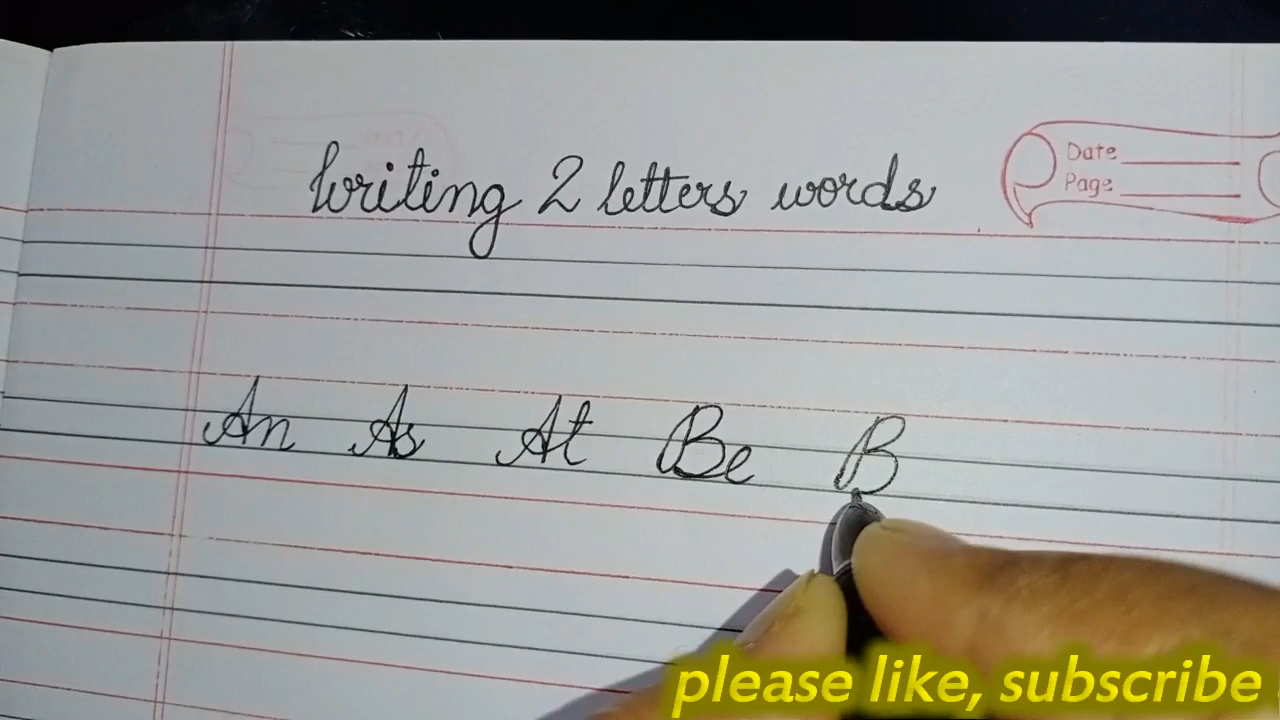 Writing 2 letters words
Date
Page
An As At Be B
please like, subscribe